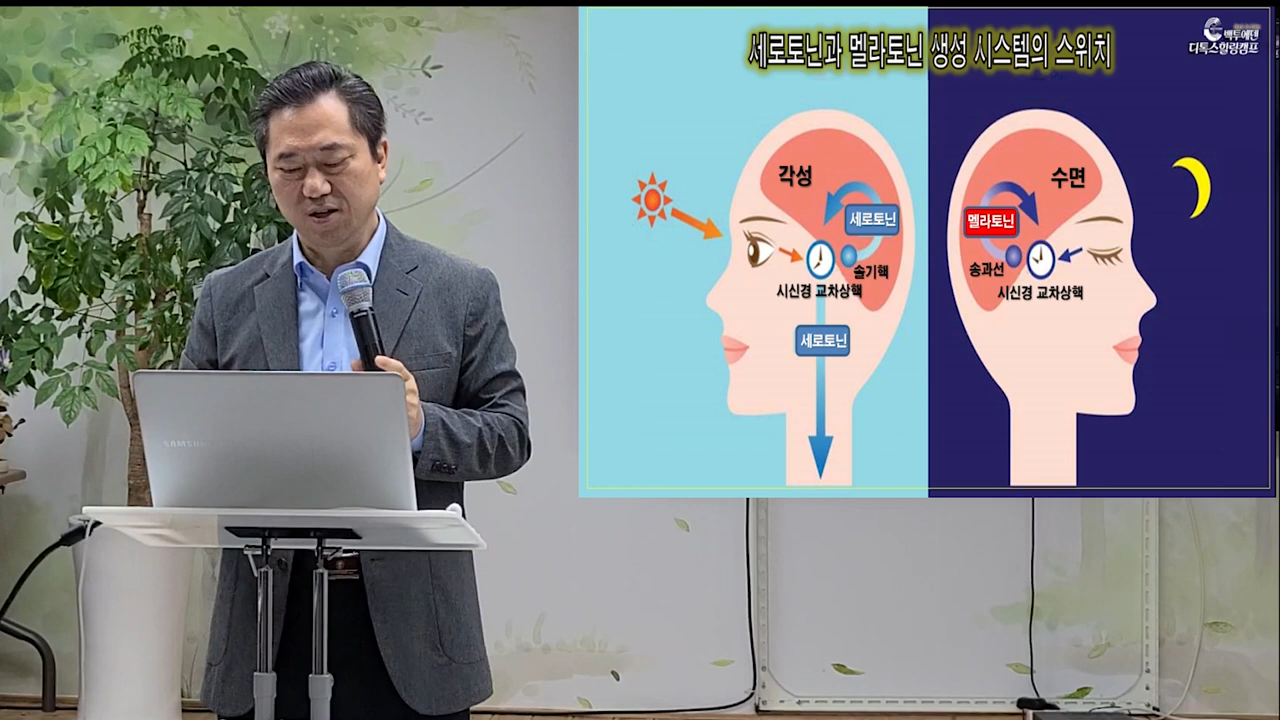 세로토닌과 멜라토닌 생성 시스템의 스위치
백투에덴
디톡스힐링캠프
각성
세로토닌
솔기핵
시신경 교차상핵
세로토닌
수면
멜라토닌
송과선
시신경 교차상핵
SAMSUNG